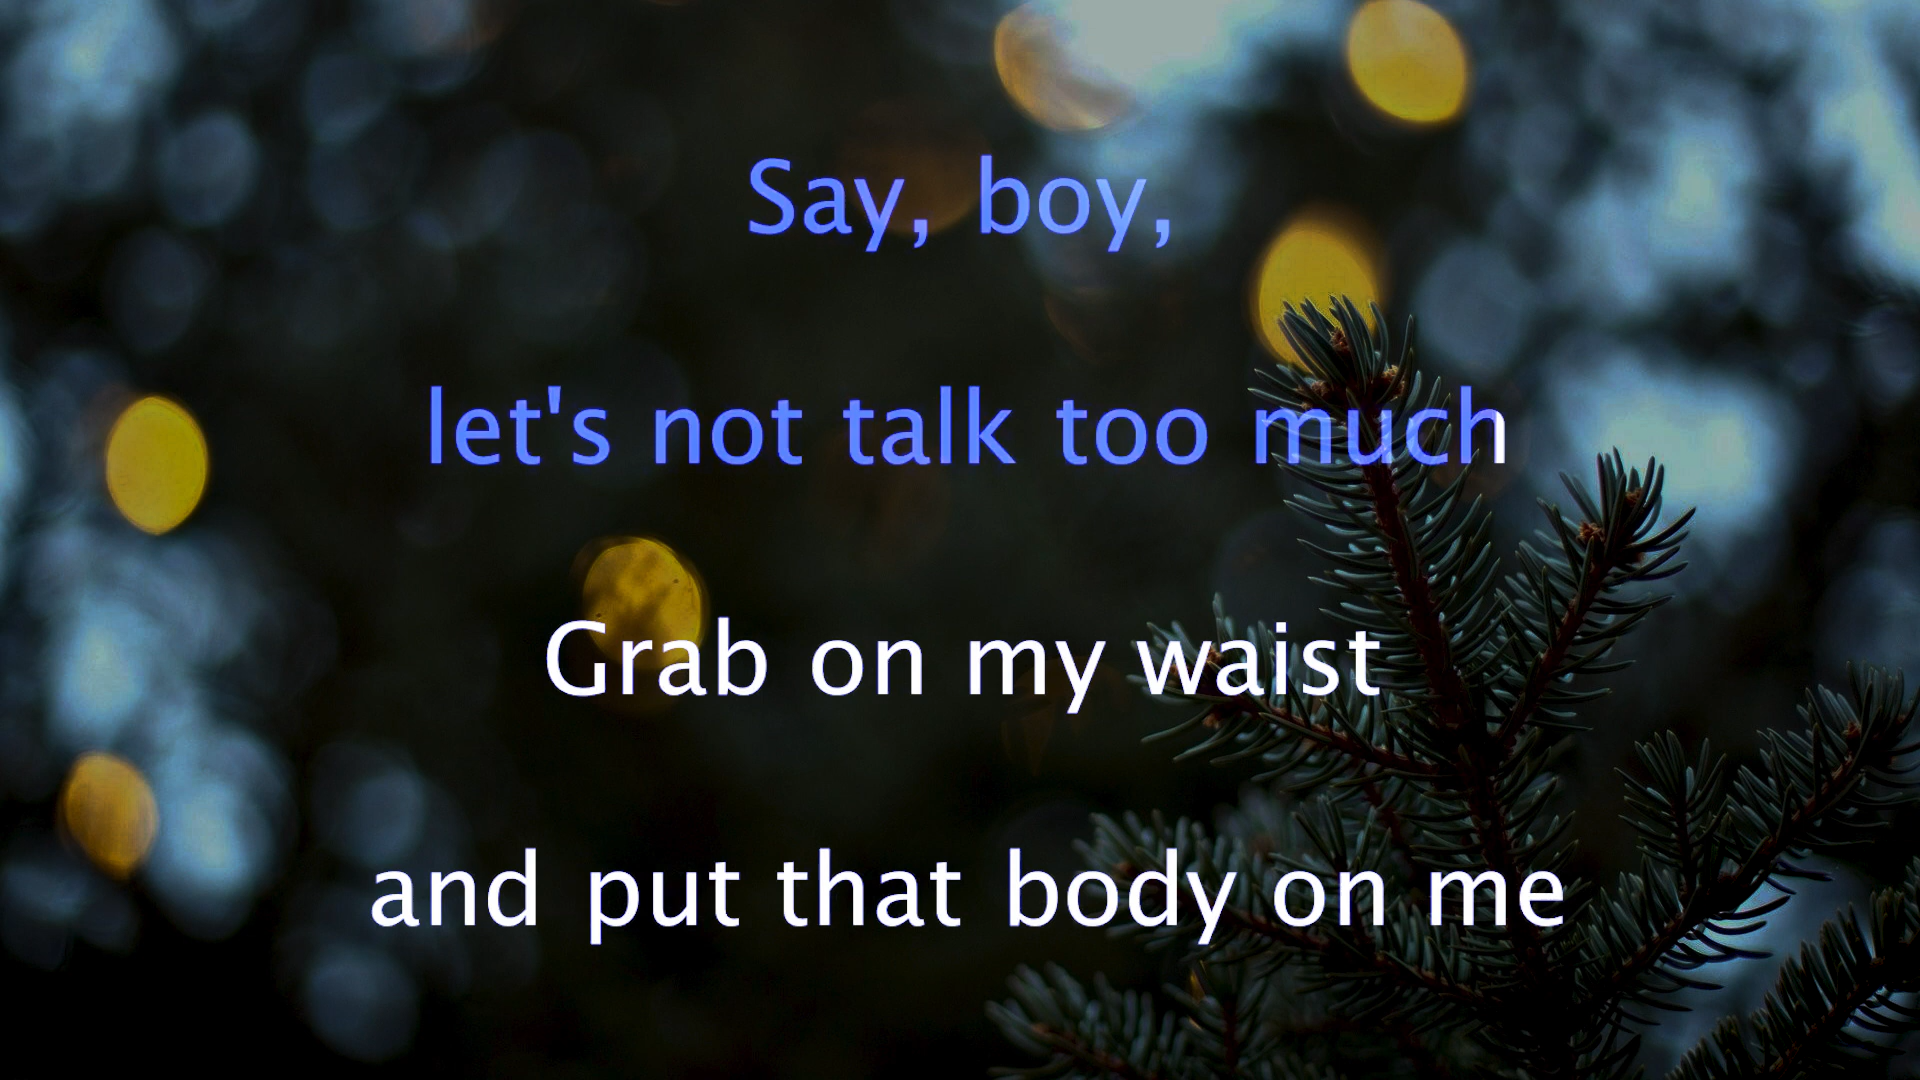 Say, boy,
let's not talk too much
Grab on my waist
and put that body on me